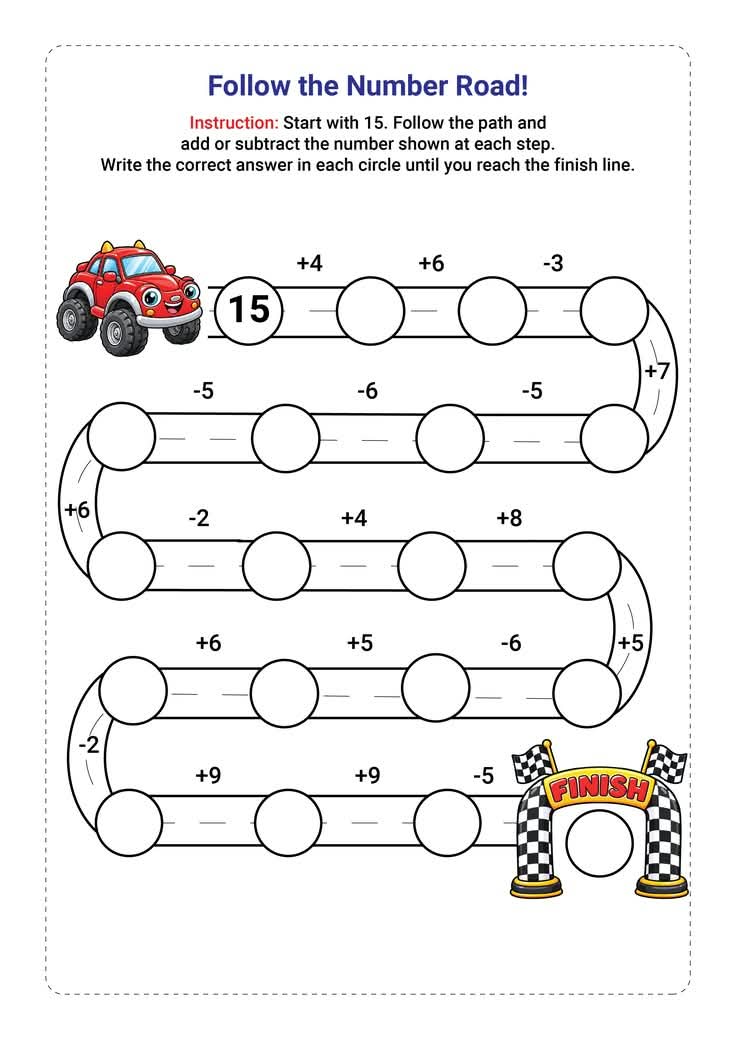 Follow the Number Road!
Instruction: Start with 15. Follow the path and
add or subtract the number shown at each step.
Write the correct answer in each circle until you reach the finish line.
+4 +6 -3
15
+7
-5 -6 -5
+6
-2 +4 +8
+5
+6 +5 -6
-2
+9 +9 -5
FINISH